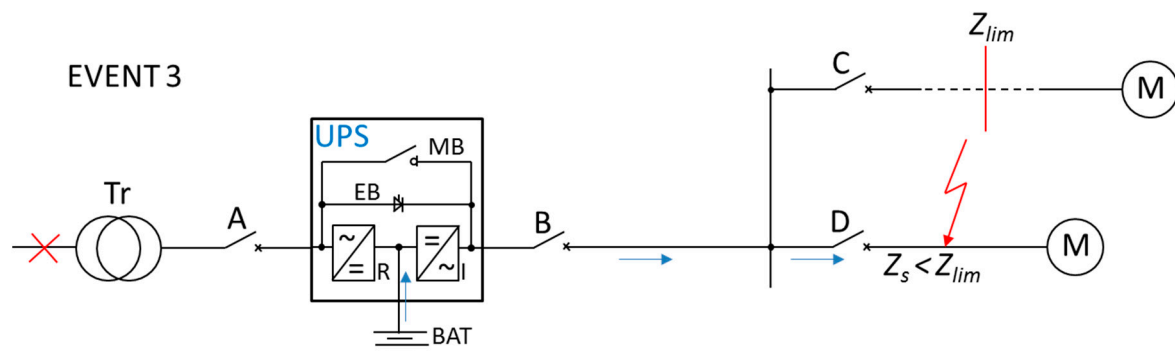 EVENT 3
Tr
A
UPS
MB
EB
~
=
R
=
~
I
BAT
B
C
Z_lim
M
D
Z_s < Z_lim
M